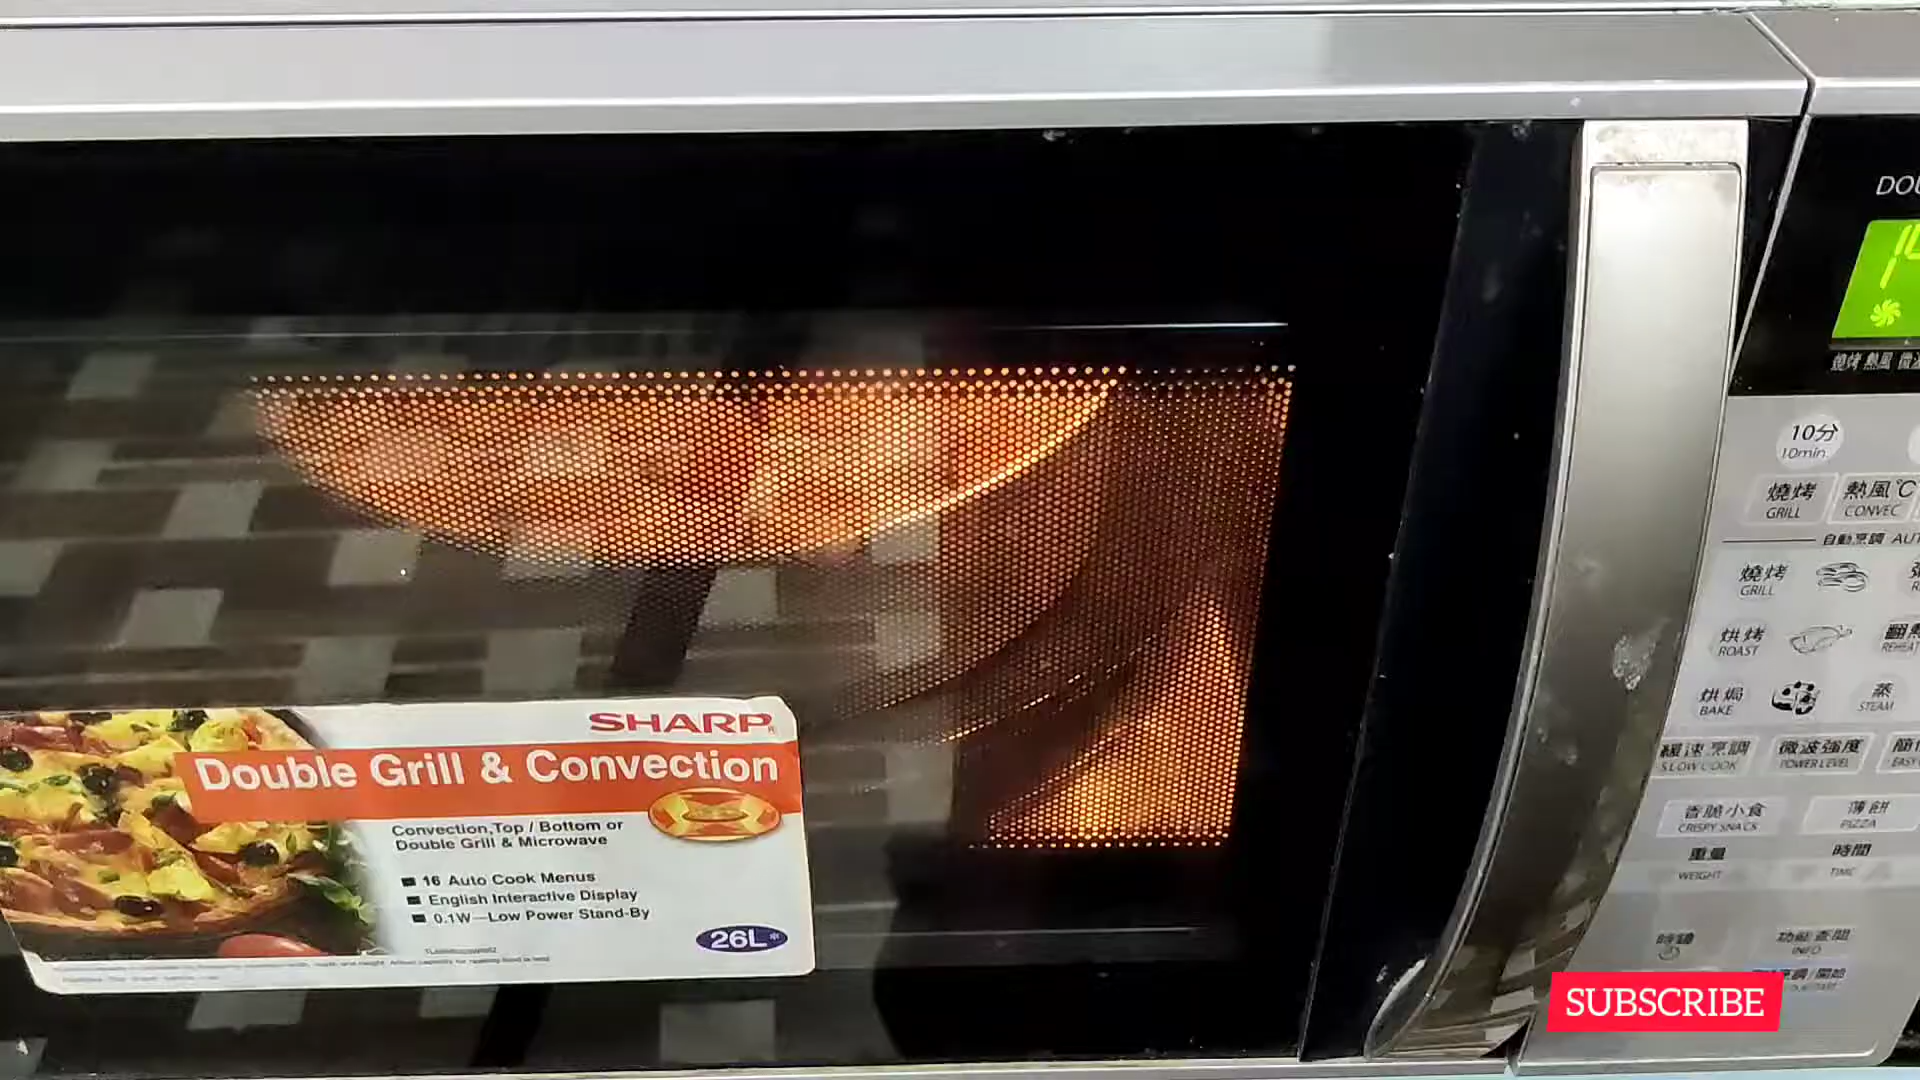 SHARP
Double Grill & Convection
Convection,Top / Bottom or
Double Grill & Microwave
16 Auto Cook Menus
English Interactive Display
0.1W—Low Power Stand-By
26L*
10分
10min.
燒烤
GRILL
熱風℃
CONVEC
自動烹調
燒烤
GRILL
烘烤
ROAST
烘焗
BAKE
蒸
STEAM
緩速烹調
SLOW COOK
微波強度
POWER LEVEL
香脆小食
CRISPY SNACK
薄餅
PIZZA
重量
WEIGHT
時間
TIME
時鐘
功能查閱
INFO
SUBSCRIBE